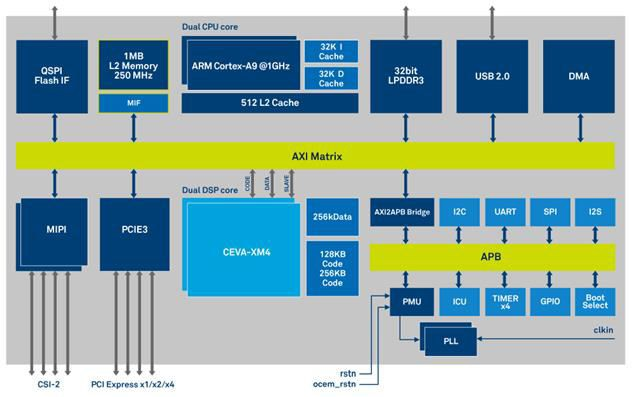 Dual CPU core
QSPI
Flash IF
1MB
L2 Memory
250 MHz
MIF
ARM Cortex-A9 @1GHz
32K I
Cache
32K D
Cache
512 L2 Cache
32bit
LPDDR3
USB 2.0
DMA
AXI Matrix
CODE
DATA
SLAVE
Dual DSP core
MIPI
PCIE3
CEVA-XM4
256kData
128KB
Code
256KB
Code
AXI2APB Bridge
I2C
UART
SPI
I2S
APB
PMU
ICU
TIMER
x4
GPIO
Boot
Select
PLL
clkin
rstn
ocem_rstn
CSI-2
PCI Express x1/x2/x4